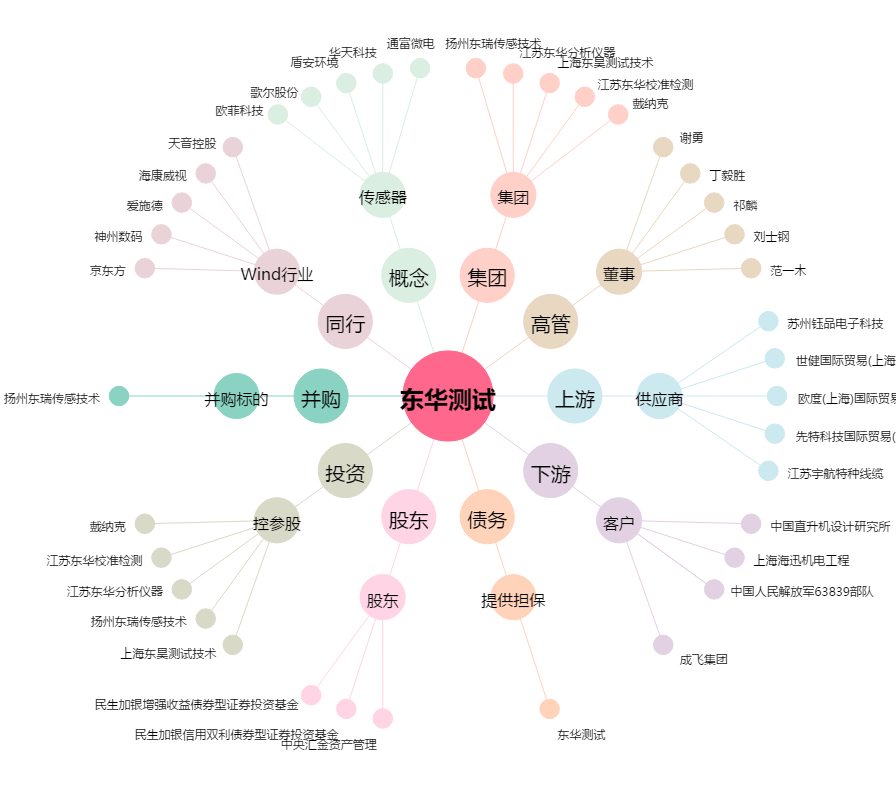 通富微电
扬州东瑞传感技术
华天科技
江苏东华分析仪器
盾安环境
上海东昊测试技术
歌尔股份
江苏东华校准检测
欧菲科技
戴纳克
天音控股
谢勇
海康威视
丁毅胜
爱施德
祁麟
神州数码
刘士钢
京东方
范一木
传感器
集团
Wind行业
概念
集团
董事
同行
高管
苏州钰品电子科技
世健国际贸易(上海
扬州东瑞传感技术
并购标的
并购
东华测试
上游
供应商
欧度(上海)国际贸易
先特科技国际贸易(
江苏宇航特种线缆
投资
下游
戴纳克
控参股
股东
债务
客户
中国直升机设计研究所
江苏东华校准检测
上海海迅机电工程
江苏东华分析仪器
中国人民解放军63839部队
扬州东瑞传感技术
股东
提供担保
上海东昊测试技术
成飞集团
民生加银增强收益债券型证券投资基金
民生加银信用双利债券型证券投资基金
中央汇金资产管理
东华测试